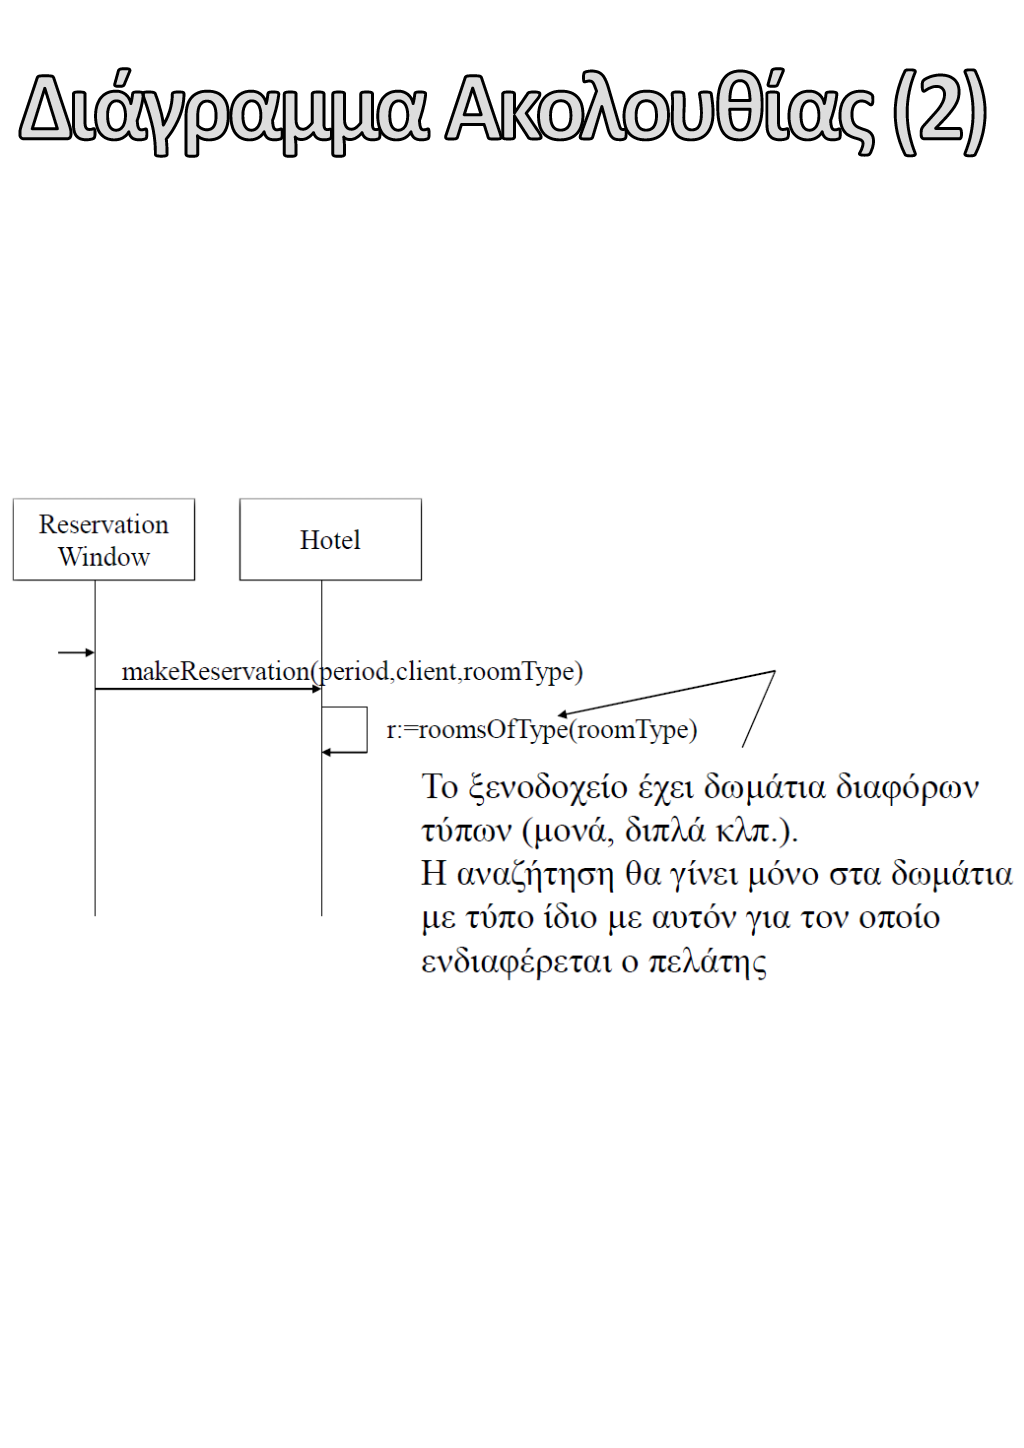 Διάγραμμα Ακολουθίας (2)
Reservation
Window
Hotel
makeReservation(period,client,roomType)
r:=roomsOfType(roomType)
Το ξενοδοχείο έχει δωμάτια διαφόρων
τύπων (μονά, διπλά κλπ.).
Η αναζήτηση θα γίνει μόνο στα δωμάτια
με τύπο ίδιο με αυτόν για τον οποίο
ενδιαφέρεται ο πελάτης